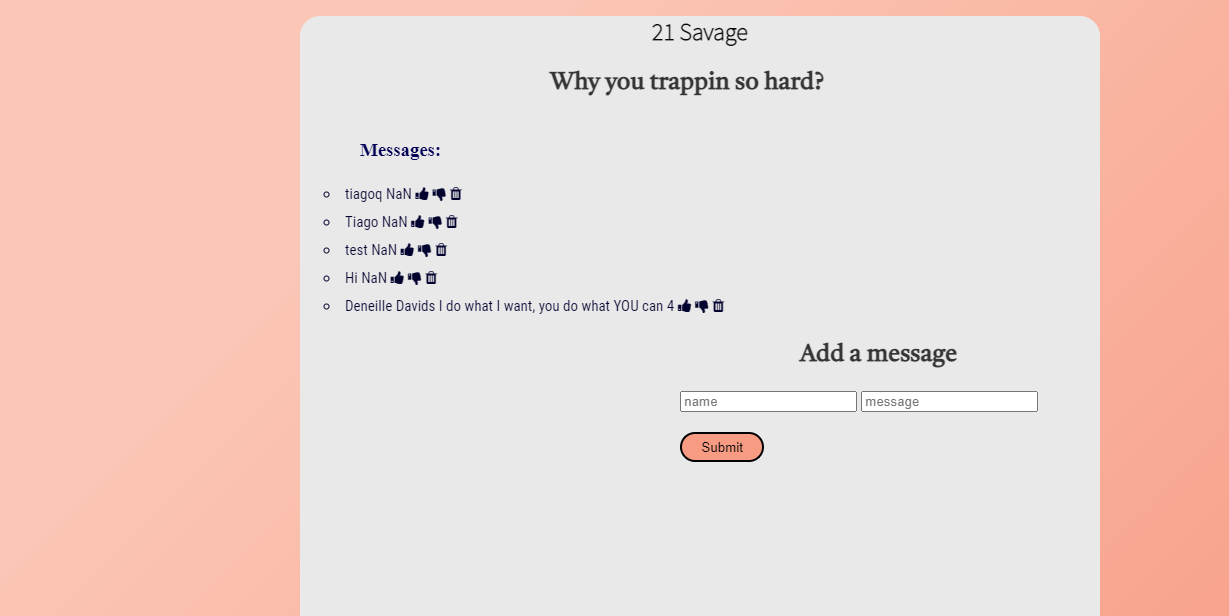 21 Savage
Why you trappin so hard?
Messages:
tiagoq NaN
Tiago NaN
test NaN
Hi NaN
Deneille Davids I do what I want, you do what YOU can 4
Add a message
name message
Submit